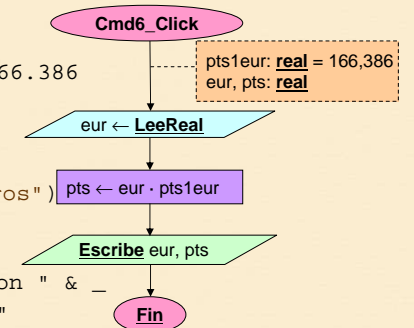 Cmd6_Click
pts1eur: real = 166,386
eur, pts: real
66.386
eur ← LeeReal
ros")
pts ← eur · pts1eur
Escribe eur, pts
on " & _
"
Fin